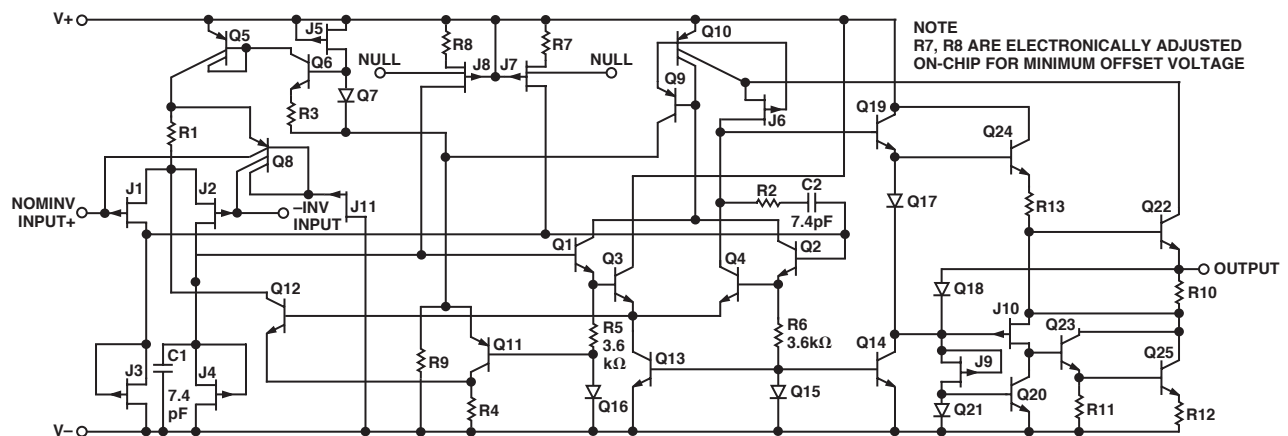 V+
Q5
J5
Q6
Q7
R3
NULL
R8
J8
J7
R7
NULL
Q10
Q9
J6
NOTE
R7, R8 ARE ELECTRONICALLY ADJUSTED
ON-CHIP FOR MINIMUM OFFSET VOLTAGE
Q19
Q24
R1
Q8
J1
J2
NOMINV
INPUT+
–INV
INPUT
J11
R2
C2
7.4pF
Q17
R13
Q22
Q1
Q3
Q4
Q2
OUTPUT
Q12
Q18
R10
J10
R5
3.6
kΩ
R6
3.6kΩ
Q23
C1
7.4
pF
J3
J4
R9
Q11
Q13
Q14
J9
Q25
R4
Q16
Q15
Q21
Q20
R11
R12
V–